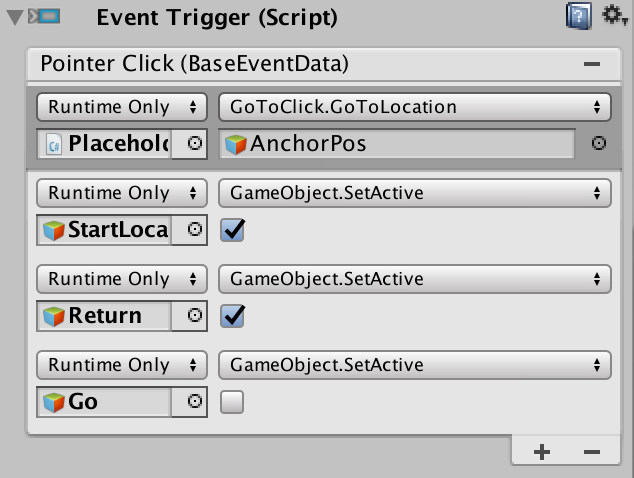 Event Trigger (Script)
Pointer Click (BaseEventData)
Runtime Only GoToClick.GoToLocation
Placehold AnchorPos
Runtime Only GameObject.SetActive
StartLoca
Runtime Only GameObject.SetActive
Return
Runtime Only GameObject.SetActive
Go